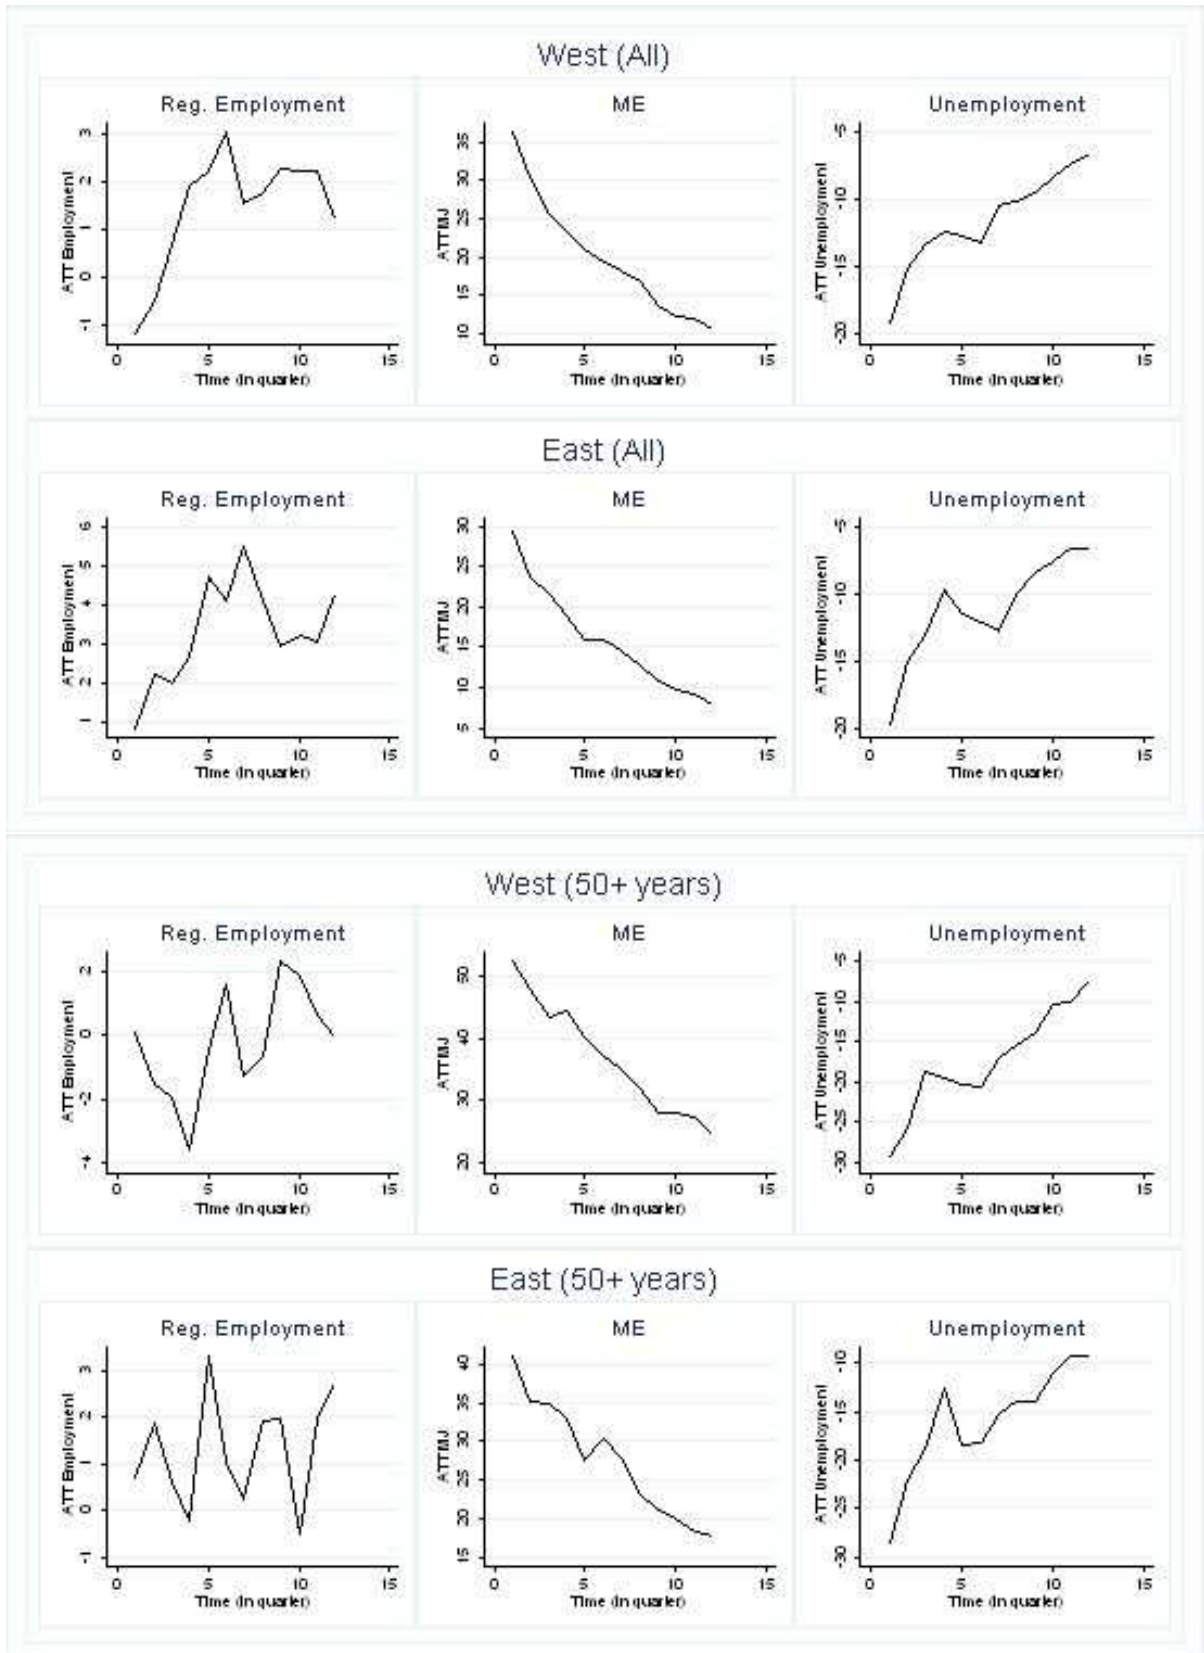 West (All)
Reg. Employment
ATT Employment
3
2
1
0
-1
0 5 10 15
Time (in quarter)
ME
ATTMJ
35
30
25
20
15
10
0 5 10 15
Time (in quarter)
Unemployment
ATT Unemployment
-5
-10
-15
-20
0 5 10 15
Time (in quarter)
East (All)
Reg. Employment
ATT Employment
6
5
4
3
2
1
0 5 10 15
Time (in quarter)
ME
ATTMJ
30
25
20
15
10
5
0 5 10 15
Time (in quarter)
Unemployment
ATT Unemployment
-5
-10
-15
-20
0 5 10 15
Time (in quarter)
West (50+ years)
Reg. Employment
ATT Employment
2
0
-2
-4
0 5 10 15
Time (in quarter)
ME
ATTMJ
50
40
30
20
0 5 10 15
Time (in quarter)
Unemployment
ATT Unemployment
-5
-10
-15
-20
-25
-30
0 5 10 15
Time (in quarter)
East (50+ years)
Reg. Employment
ATT Employment
3
2
1
0
-1
0 5 10 15
Time (in quarter)
ME
ATTMJ
40
35
30
25
20
15
0 5 10 15
Time (in quarter)
Unemployment
ATT Unemployment
-10
-15
-20
-25
-30
0 5 10 15
Time (in quarter)